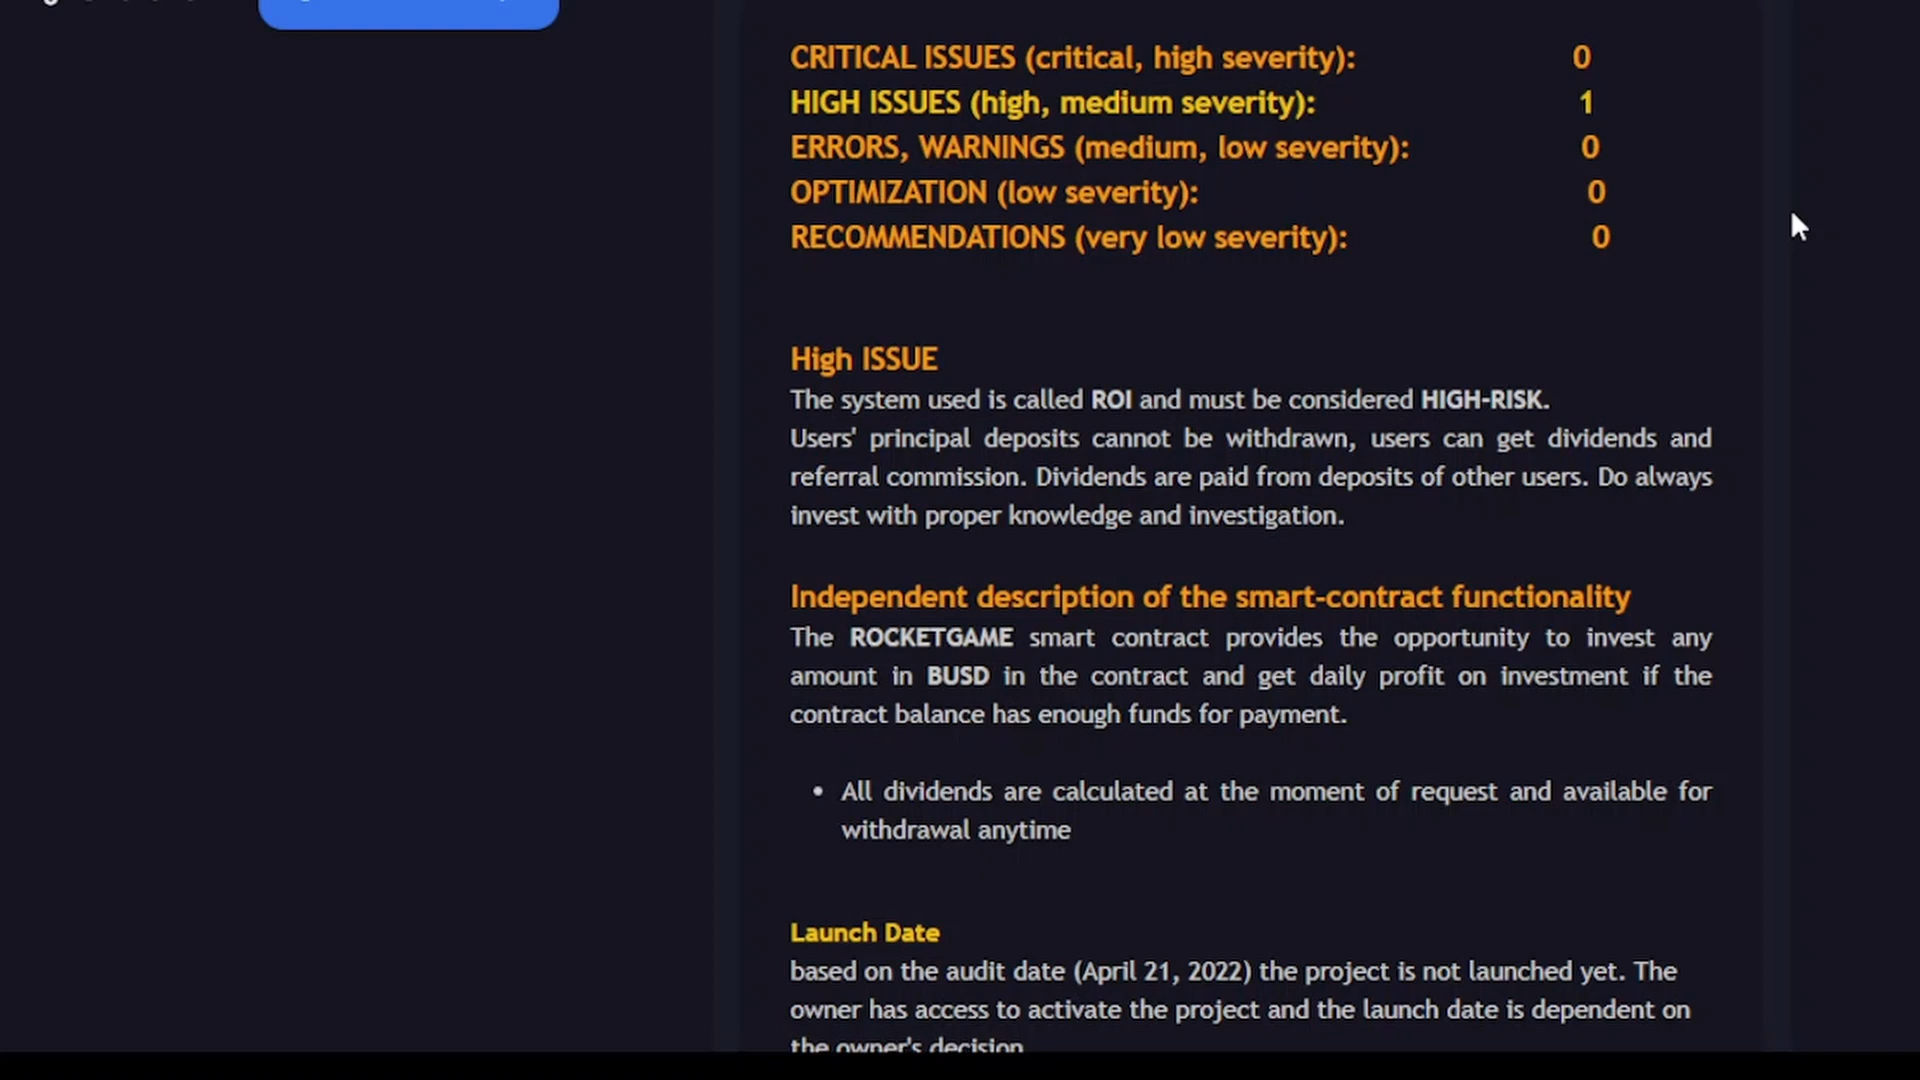 CRITICAL ISSUES (critical, high severity): 0
HIGH ISSUES (high, medium severity): 1
ERRORS, WARNINGS (medium, low severity): 0
OPTIMIZATION (low severity): 0
RECOMMENDATIONS (very low severity): 0
High ISSUE
The system used is called ROI and must be considered HIGH-RISK.
Users' principal deposits cannot be withdrawn, users can get dividends and
referral commission. Dividends are paid from deposits of other users. Do always
invest with proper knowledge and investigation.
Independent description of the smart-contract functionality
The ROCKETGAME smart contract provides the opportunity to invest any
amount in BUSD in the contract and get daily profit on investment if the
contract balance has enough funds for payment.
• All dividends are calculated at the moment of request and available for
withdrawal anytime
Launch Date
based on the audit date (April 21, 2022) the project is not launched yet. The
owner has access to activate the project and the launch date is dependent on
the owner's decision